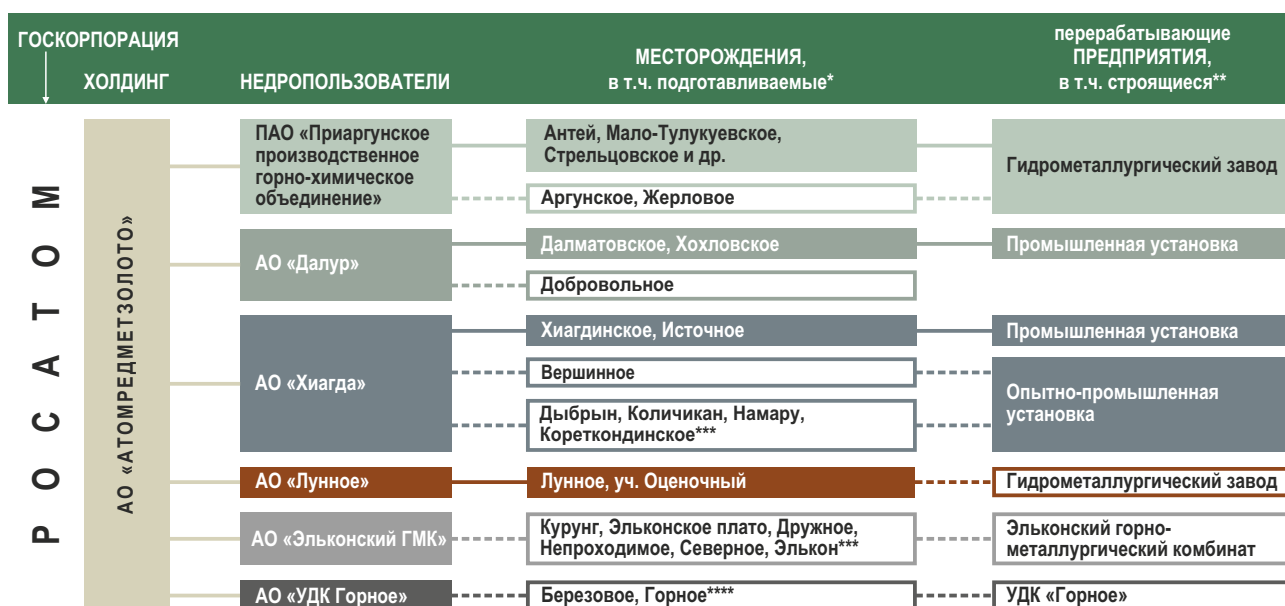 ГОСКОРПОРАЦИЯ
ХОЛДИНГ
НЕДРОПОЛЬЗОВАТЕЛИ
МЕСТОРОЖДЕНИЯ,
в т.ч. подготавливаемые*
перерабатывающие
ПРЕДПРИЯТИЯ,
в т.ч. строящиеся**
РОСАТОМ
АО «АТОМРЕДМЕТЗОЛОТО»
ПАО «Приаргунское
производственное
горно-химическое
объединение»
Антей, Мало-Тулукуевское,
Стрельцовское и др.
Аргунское, Жерловое
Гидрометаллургический завод
АО «Далур»
Далматовское, Хохловское
Промышленная установка
Добровольное
АО «Хиагда»
Хиагдинское, Источное
Промышленная установка
Вершинное
Дыбрын, Количикан, Намару,
Кореткондинское***
Опытно-промышленная
установка
АО «Лунное»
Лунное, уч. Оценочный
Гидрометаллургический завод
АО «Эльконский ГМК»
Курунг, Эльконское плато, Дружное,
Непроходимое, Северное, Элькон***
Эльконский горно-
металлургический комбинат
АО «УДК Горное»
Березовое, Горное****
УДК «Горное»